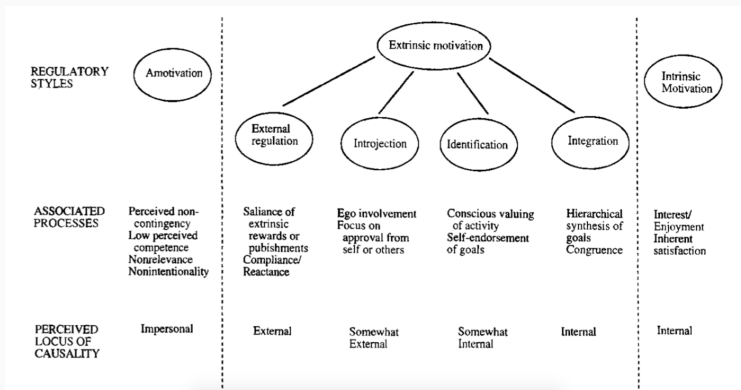 Extrinsic motivation
REGULATORY
STYLES
Amotivation
Intrinsic
Motivation
External
regulation
Introjection
Identification
Integration
ASSOCIATED
PROCESSES
Perceived non-
contingency
Low perceived
competence
Nonrelevance
Nonintentionality
Saliance of
extrinsic
rewards or
pubishments
Compliance/
Reactance
Ego involvement
Focus on
approval from
self or others
Conscious valuing
of activity
Self-endorsement
of goals
Hierarchical
synthesis of
goals
Congruence
Interest/
Enjoyment
Inherent
satisfaction
PERCEIVED
LOCUS OF
CAUSALITY
Impersonal
External
Somewhat
External
Somewhat
Internal
Internal
Internal